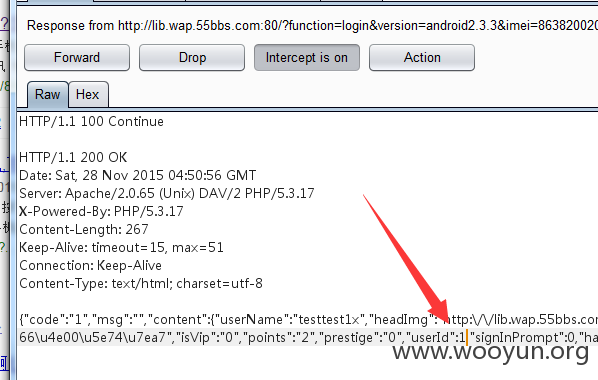 Response from http://lib.wap.55bbs.com:80/?function=login&version=android2.3.3&imei=863820020
Forward
Drop
Intercept is on
Action
Raw
Hex
HTTP/1.1 100 Continue
HTTP/1.1 200 OK
Date: Sat, 28 Nov 2015 04:50:56 GMT
Server: Apache/2.0.65 (Unix) DAV/2 PHP/5.3.17
X-Powered-By: PHP/5.3.17
Content-Length: 267
Keep-Alive: timeout=15, max=51
Connection: Keep-Alive
Content-Type: text/html; charset=utf-8
{"code":"1","msg":"","content":{"userName":"testtest1x","headImg":"http:\/\/lib.wap.55bbs.com
66\u4e00\u5e74\u7ea7","isVip":"0","points":"2","prestige":"0","userId":1,"signInPrompt":0,"ha
www.wooyun.org